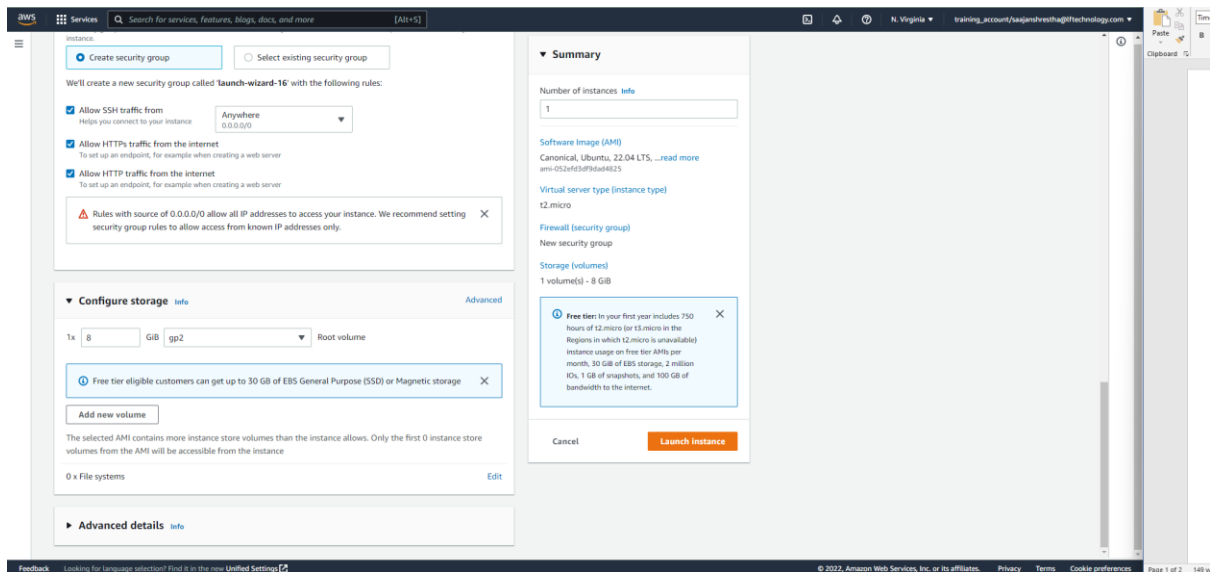 aws
Services
Search for services, features, blogs, docs, and more
[Alt+S]
N. Virginia
training_account/saajanshrestha@lftechnology.com
instance.
Create security group
Select existing security group
We'll create a new security group called 'launch-wizard-16' with the following rules:
Allow SSH traffic from
Helps you connect to your instance
Anywhere
0.0.0.0/0
Allow HTTPs traffic from the internet
To set up an endpoint, for example when creating a web server
Allow HTTP traffic from the internet
To set up an endpoint, for example when creating a web server
Rules with source of 0.0.0.0/0 allow all IP addresses to access your instance. We recommend setting
security group rules to allow access from known IP addresses only.
Configure storage Info
Advanced
1x 8 GiB gp2 Root volume
Free tier eligible customers can get up to 30 GB of EBS General Purpose (SSD) or Magnetic storage
Add new volume
The selected AMI contains more instance store volumes than the instance allows. Only the first 0 instance store
volumes from the AMI will be accessible from the instance
0 x File systems
Edit
Advanced details Info
Summary
Number of instances Info
1
Software Image (AMI)
Canonical, Ubuntu, 22.04 LTS, ...read more
ami-052efd3df9dad4825
Virtual server type (instance type)
t2.micro
Firewall (security group)
New security group
Storage (volumes)
1 volume(s) - 8 GiB
Free tier: In your first year includes 750
hours of t2.micro (or t3.micro in the
Regions in which t2.micro is unavailable)
instance usage on free tier AMIs per
month, 30 GiB of EBS storage, 2 million
IOs, 1 GB of snapshots, and 100 GB of
bandwidth to the internet.
Cancel
Launch instance
Feedback
Looking for language selection? Find it in the new Unified Settings
© 2022, Amazon Web Services, Inc. or its affiliates.
Privacy
Terms
Cookie preferences
Paste
B
Clipboard
Page 1 of 2